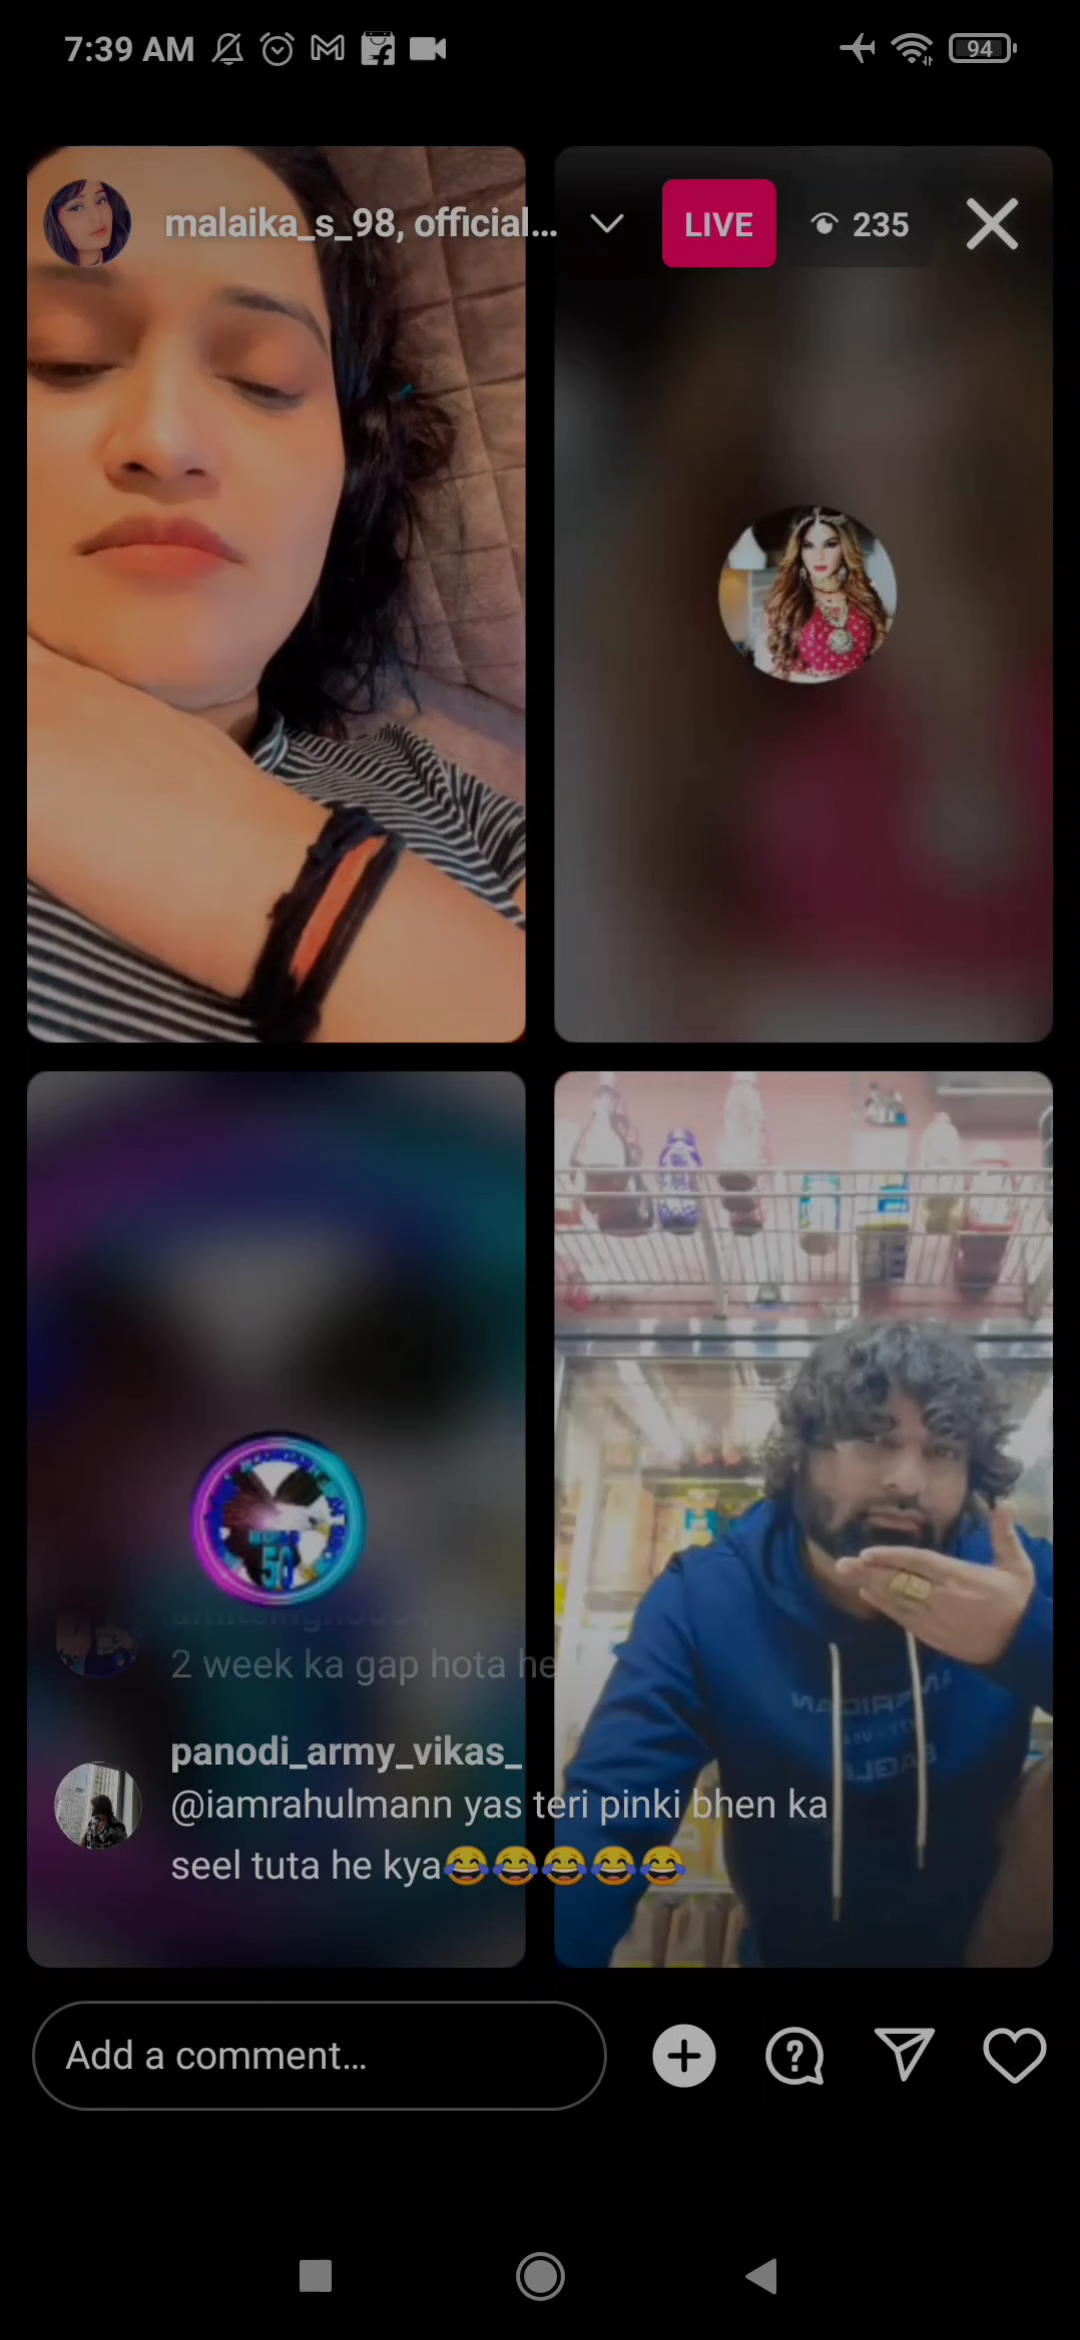 7:39 AM
94
malaika_s_98, official...
LIVE
235
50
2 week ka gap hota he
panodi_army_vikas_
@iamrahulmann yas teri pinki bhen ka
seel tuta he kya😂😂😂😂😂
Add a comment...